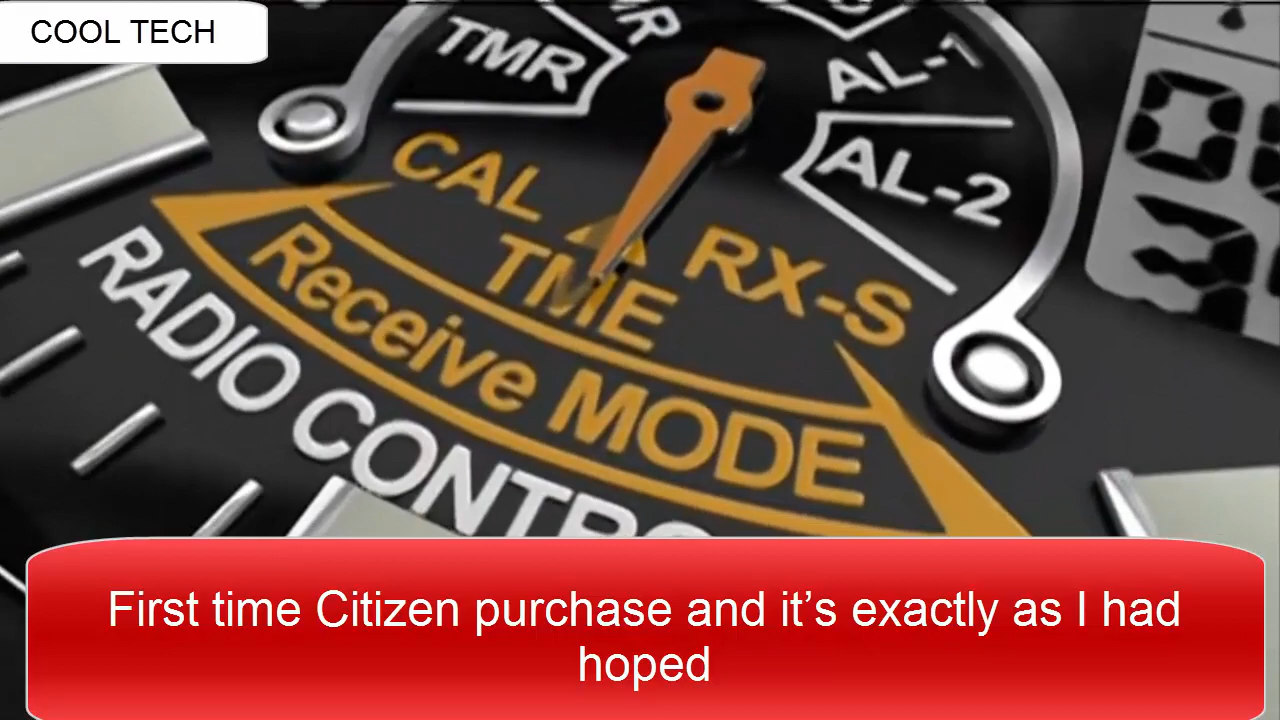 COOL TECH
TMR
AL-1
AL-2
CAL
TME
RX-S
Receive MODE
RADIO CONTRO
First time Citizen purchase and it’s exactly as I had
hoped